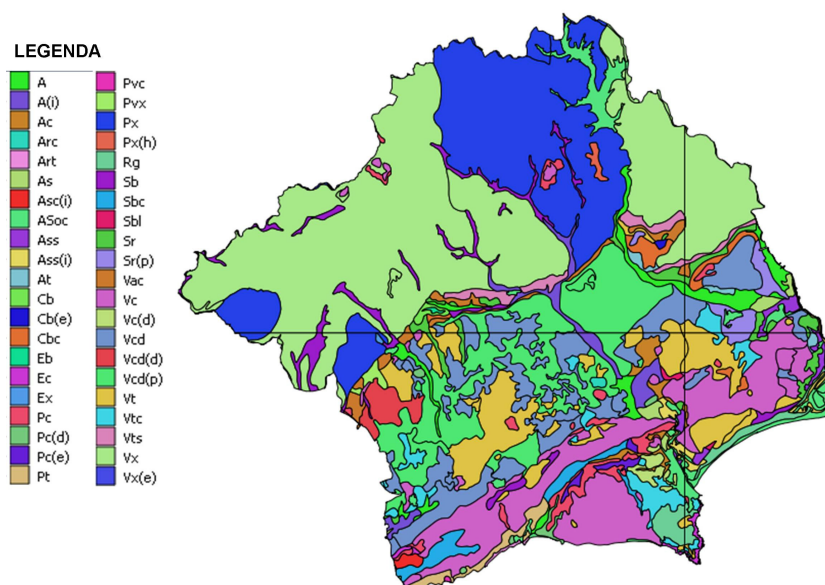 LEGENDA
A
A(i)
Ac
Arc
Art
As
Asc(i)
ASoc
Ass
Ass(i)
At
Cb
Cb(e)
Cbc
Eb
Ec
Ex
Pc
Pc(d)
Pc(e)
Pt
Pvc
Pvx
Px
Px(h)
Rg
Sb
Sbc
Sbl
Sr
Sr(p)
Vac
Vc
Vc(d)
Vcd
Vcd(d)
Vcd(p)
Vt
Vtc
Vts
Vx
Vx(e)